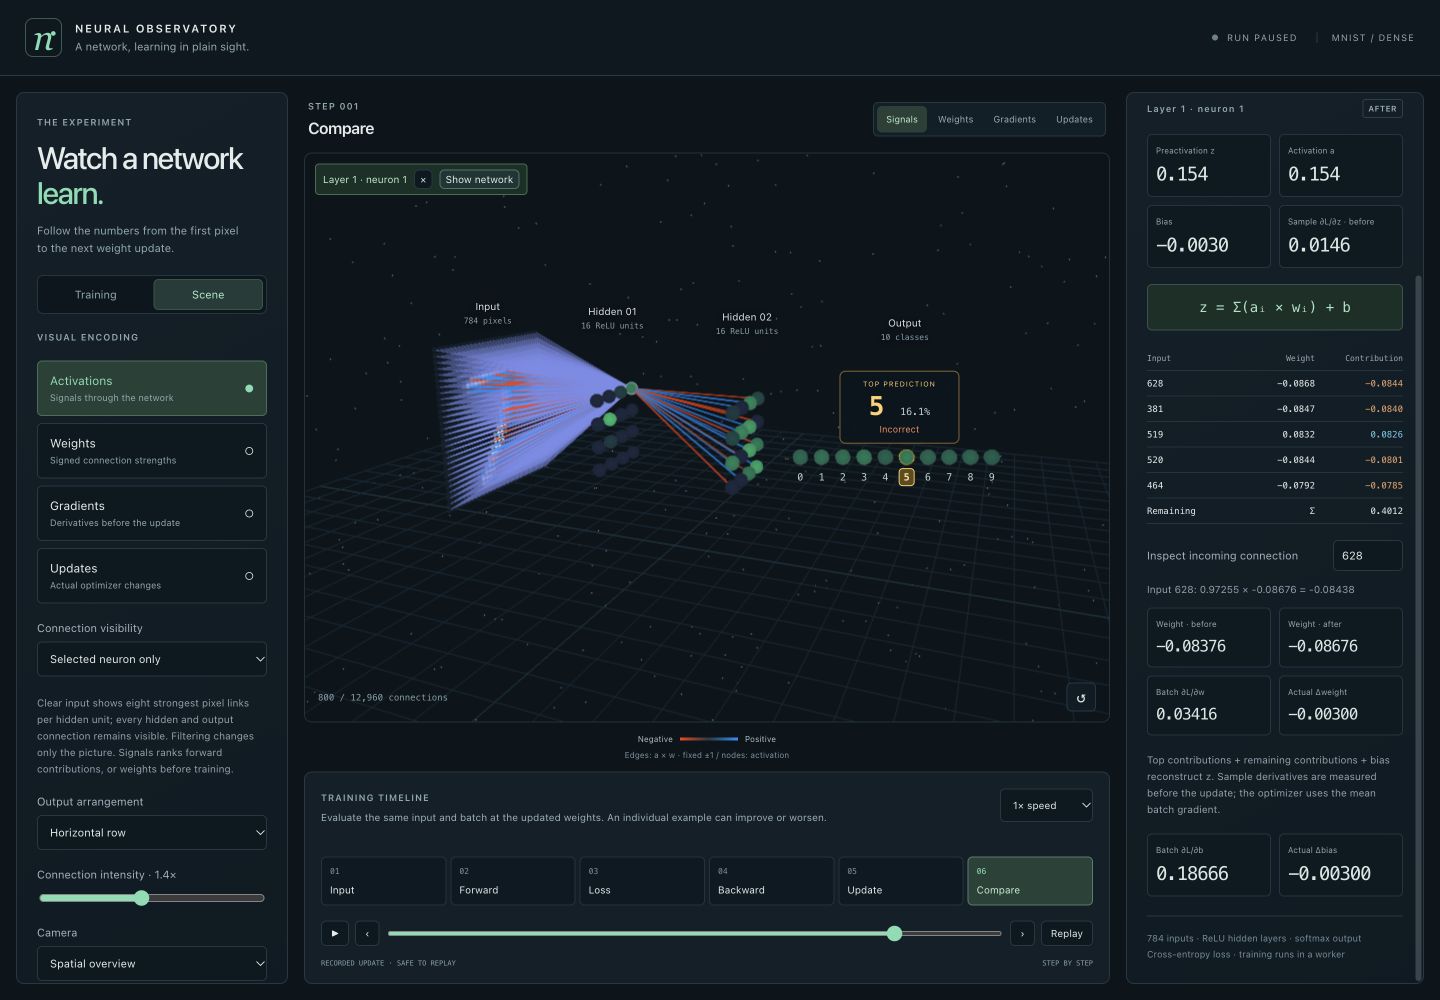 n
NEURAL OBSERVATORY
A network, learning in plain sight.
RUN PAUSED
MNIST / DENSE
THE EXPERIMENT
Watch a network
learn.
Follow the numbers from the first pixel
to the next weight update.
Training
Scene
VISUAL ENCODING
Activations
Signals through the network
Weights
Signed connection strengths
Gradients
Derivatives before the update
Updates
Actual optimizer changes
Connection visibility
Selected neuron only
Clear input shows eight strongest pixel links
per hidden unit; every hidden and output
connection remains visible. Filtering changes
only the picture. Signals ranks forward
contributions, or weights before training.
Output arrangement
Horizontal row
Connection intensity · 1.4×
Camera
Spatial overview
STEP 001
Compare
Signals Weights Gradients Updates
Layer 1 · neuron 1 × Show network
Input
784 pixels
Hidden 01
16 ReLU units
Hidden 02
16 ReLU units
Output
10 classes
TOP PREDICTION
5 16.1%
Incorrect
0 1 2 3 4 5 6 7 8 9
800 / 12,960 connections
↺
Negative Positive
Edges: a × w · fixed ±1 / nodes: activation
TRAINING TIMELINE
Evaluate the same input and batch at the updated weights. An individual example can improve or worsen.
1× speed
01
Input
02
Forward
03
Loss
04
Backward
05
Update
06
Compare
▶ ‹ › Replay
RECORDED UPDATE · SAFE TO REPLAY
STEP BY STEP
Layer 1 · neuron 1
AFTER
Preactivation z
0.154
Activation a
0.154
Bias
−0.0030
Sample ∂L/∂z · before
0.0146
z = Σ(aᵢ × wᵢ) + b
Input Weight Contribution
628 −0.0868 −0.0844
381 −0.0847 −0.0840
519 0.0832 0.0826
520 −0.0844 −0.0801
464 −0.0792 −0.0785
Remaining Σ 0.4012
Inspect incoming connection
628
Input 628: 0.97255 × -0.08676 = -0.08438
Weight · before
−0.08376
Weight · after
−0.08676
Batch ∂L/∂w
0.03416
Actual Δweight
−0.00300
Top contributions + remaining contributions + bias
reconstruct z. Sample derivatives are measured
before the update; the optimizer uses the mean
batch gradient.
Batch ∂L/∂b
0.18666
Actual Δbias
−0.00300
784 inputs · ReLU hidden layers · softmax output
Cross-entropy loss · training runs in a worker